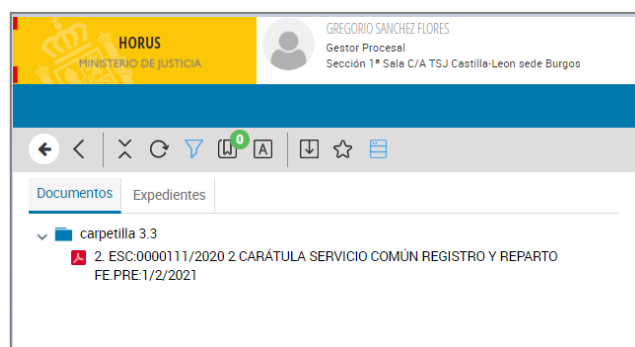 HORUS
MINISTERIO DE JUSTICIA
GREGORIO SANCHEZ FLORES
Gestor Procesal
Sección 1ª Sala C/A TSJ Castilla-Leon sede Burgos
0
A
Documentos
Expedientes
carpetilla 3.3
2. ESC:0000111/2020 2 CARÁTULA SERVICIO COMÚN REGISTRO Y REPARTO
FE.PRE:1/2/2021